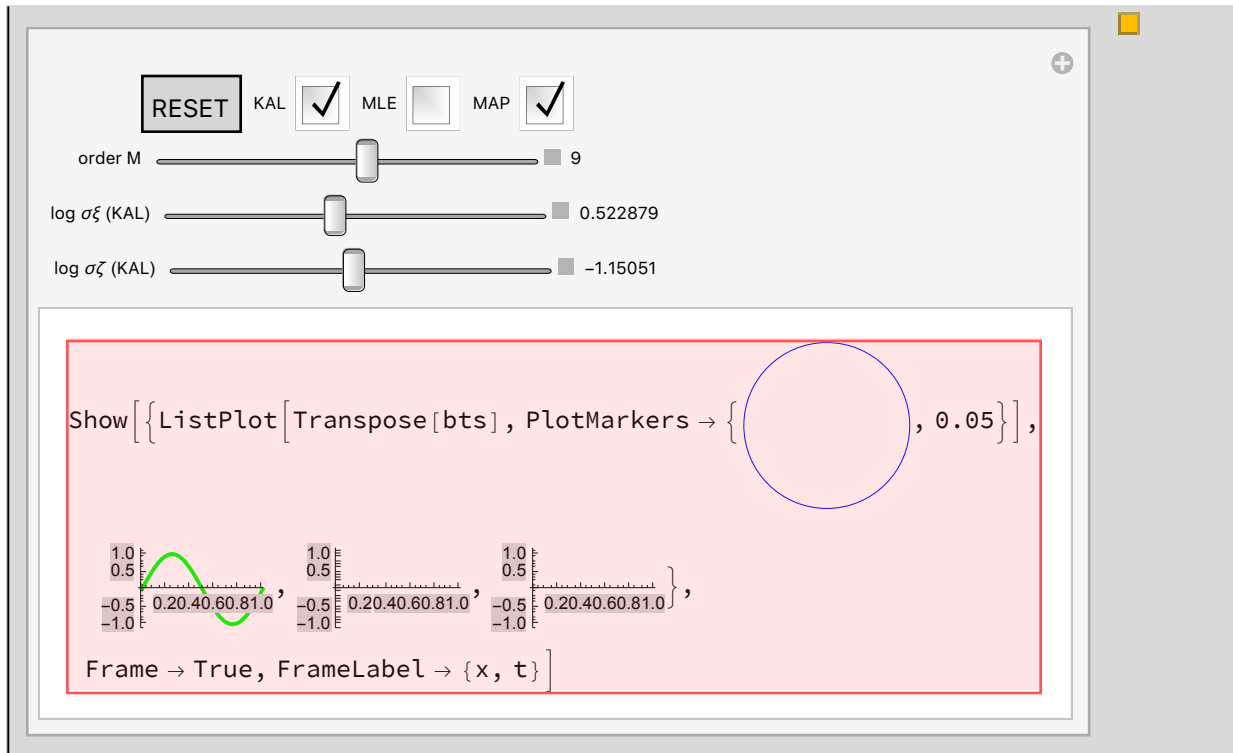 RESET KAL MLE MAP
order M 9
log σξ (KAL) 0.522879
log σζ (KAL) −1.15051
Show[{ListPlot[Transpose[bts], PlotMarkers → { , 0.05}],
1.0 1.0 1.0
0.5 0.5 0.5
, , },
−0.5 0.20.40.60.81.0 −0.5 0.20.40.60.81.0 −0.5 0.20.40.60.81.0
−1.0 −1.0 −1.0
Frame → True, FrameLabel → {x, t}]